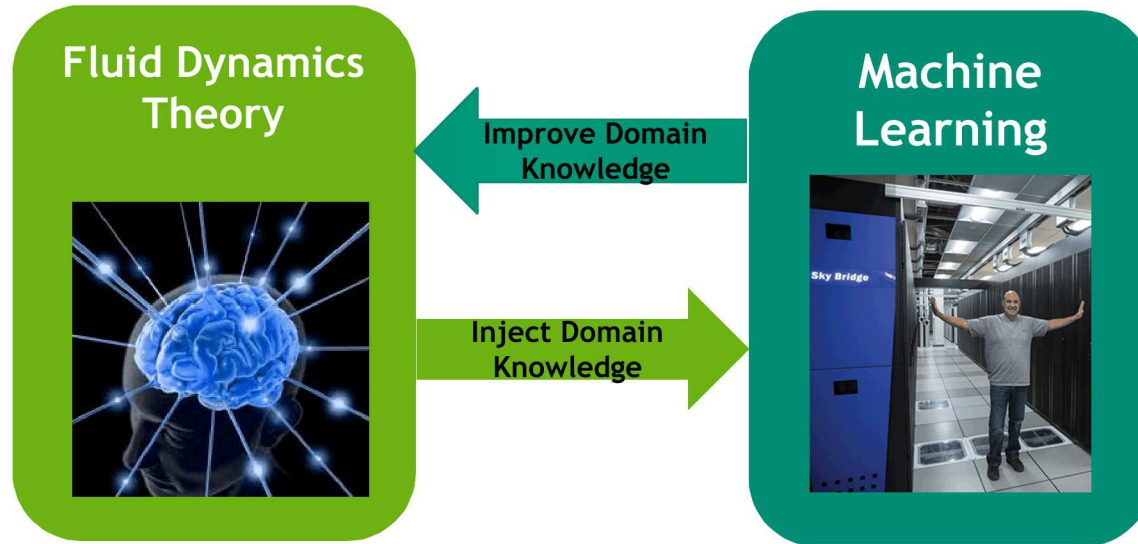 Fluid Dynamics
Theory
Improve Domain
Knowledge
Inject Domain
Knowledge
Machine
Learning
Sky Bridge